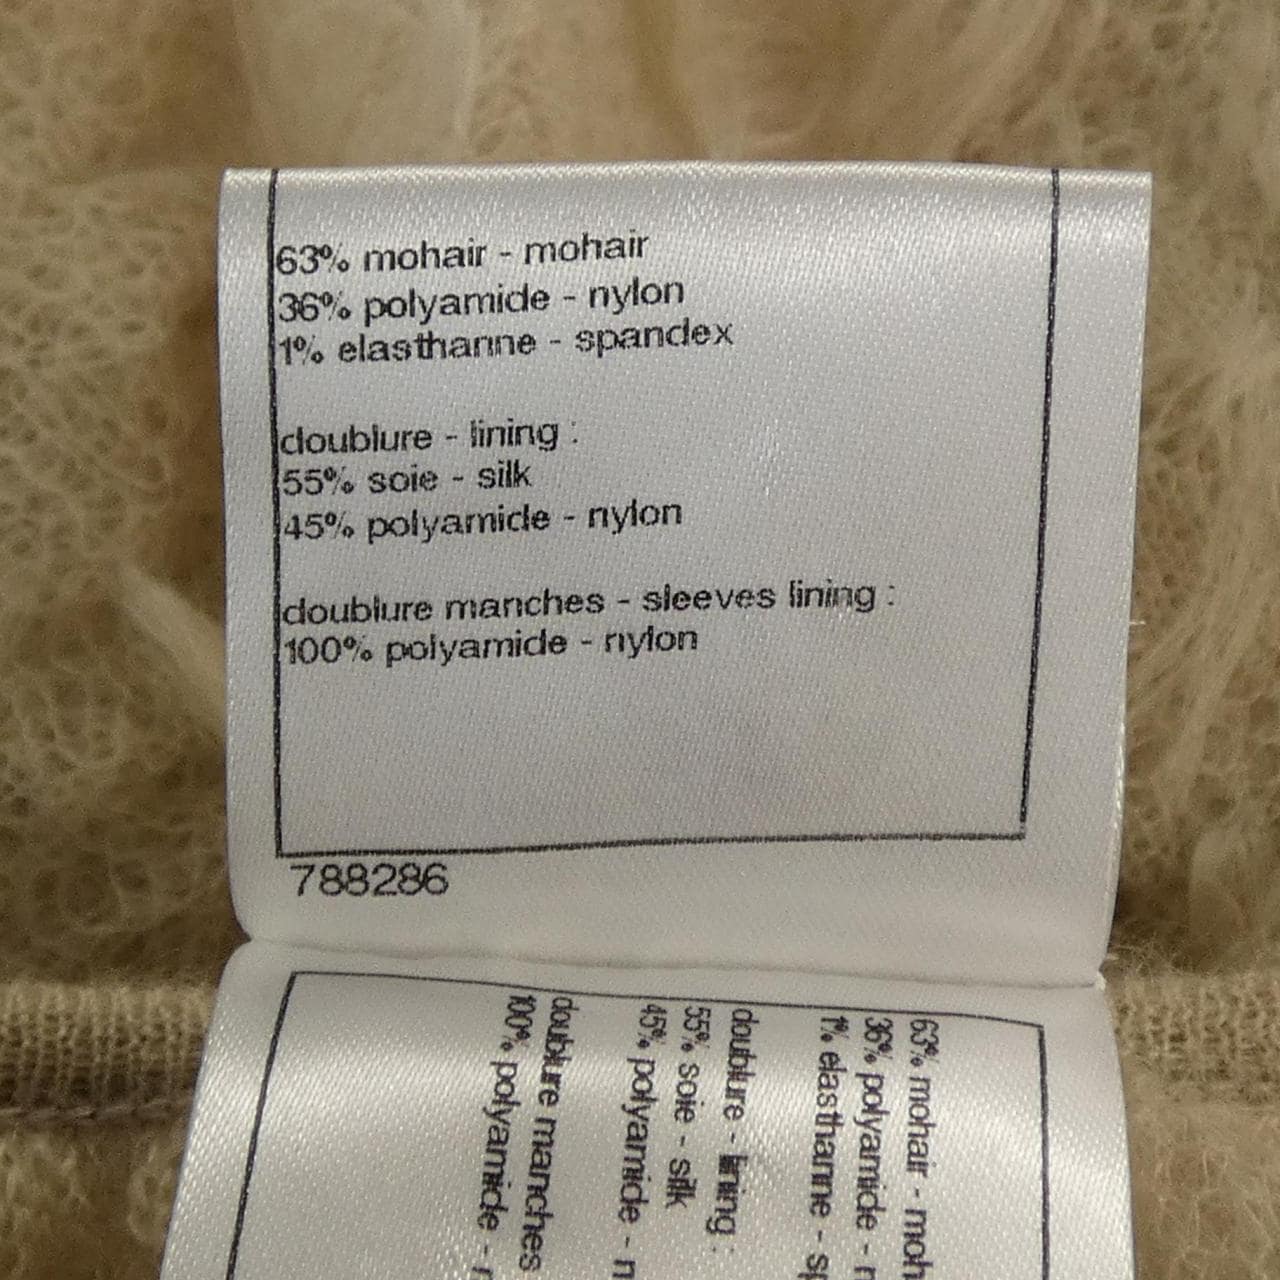 63% mohair - mohair
36% polyamide - nylon
1% elasthanne - spandex
doublure - lining :
55% soie - silk
45% polyamide - nylon
doublure manches - sleeves lining :
100% polyamide - nylon
788286
63% mohair - moh
36% polyamide - n
1% elasthanne - sp
doublure - lining :
55% soie - silk
45% polyamide - n
doublure manches
100% polyamide - n